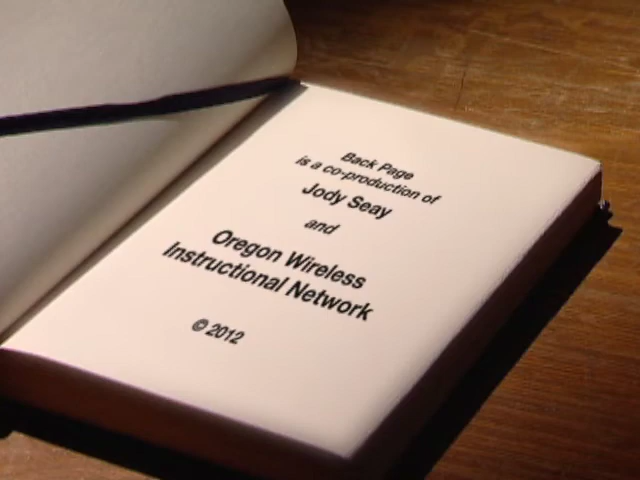 Back Page
is a co-production of
Jody Seay
and
Oregon Wireless
Instructional Network
© 2012